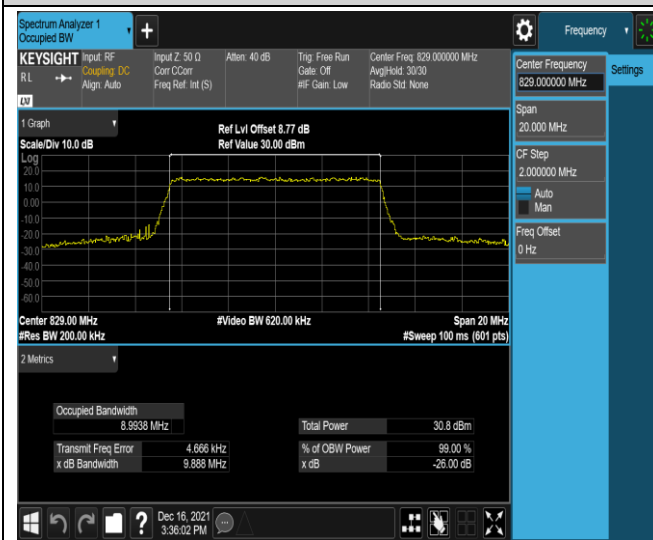 Spectrum Analyzer 1
Occupied BW
+
Frequency
KEYSIGHT
RL
LXI
Input: RF
Coupling: DC
Align: Auto
Input Z: 50 Ω
Corr CCorr
Freq Ref: Int (S)
Atten: 40 dB
Trig: Free Run
Gate: Off
#IF Gain: Low
Center Freq: 829.000000 MHz
Avg|Hold: 30/30
Radio Std: None
Center Frequency
829.000000 MHz
Settings
Span
20.000 MHz
CF Step
2.000000 MHz
Auto
Man
Freq Offset
0 Hz
1 Graph
Scale/Div 10.0 dB
Ref Lvl Offset 8.77 dB
Ref Value 30.00 dBm
Log
20.0
10.0
0.00
-10.0
-20.0
-30.0
-40.0
-50.0
-60.0
Center 829.00 MHz
#Res BW 200.00 kHz
#Video BW 620.00 kHz
Span 20 MHz
#Sweep 100 ms (601 pts)
2 Metrics
Occupied Bandwidth
8.9938 MHz
Total Power 30.8 dBm
Transmit Freq Error 4.666 kHz
% of OBW Power 99.00 %
x dB Bandwidth 9.888 MHz
x dB -26.00 dB
?
Dec 16, 2021
3:36:02 PM